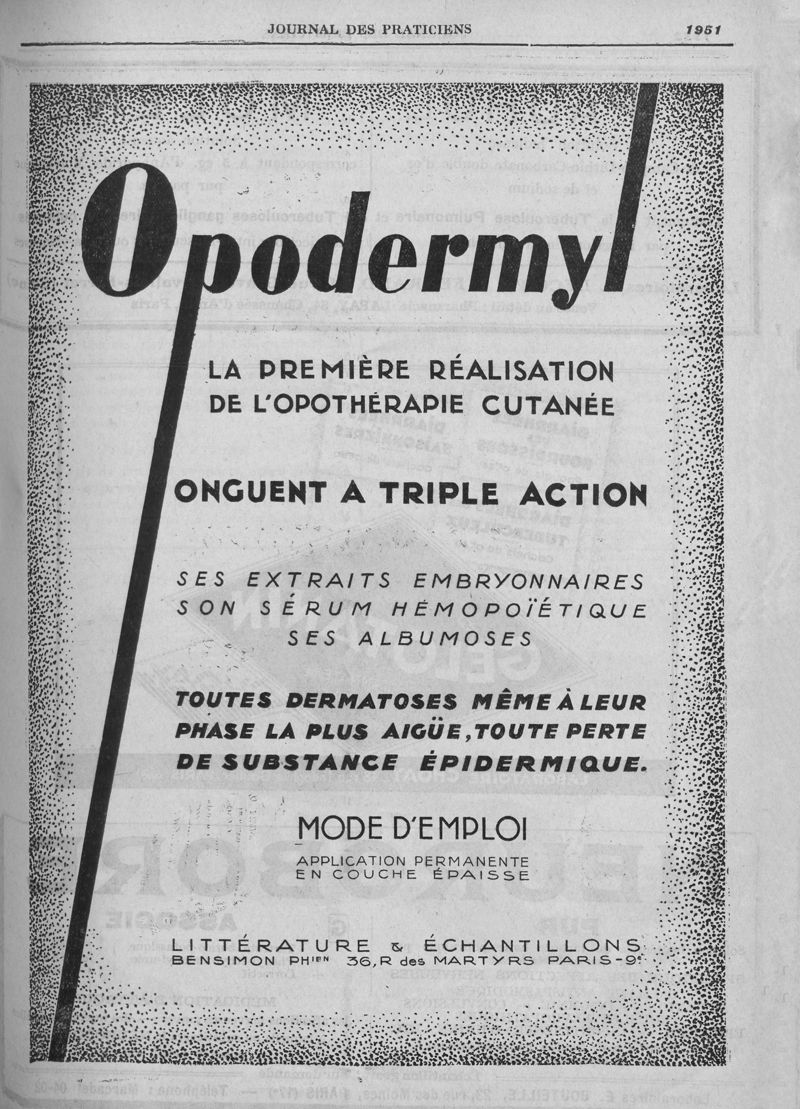 JOURNAL DES PRATICIENS 1951
Opodermyl
LA PREMIÈRE RÉALISATION
DE L'OPOTHÉRAPIE CUTANÉE
ONGUENT A TRIPLE ACTION
SES EXTRAITS EMBRYONNAIRES
SON SÉRUM HÉMOPOÏÉTIQUE
SES ALBUMOSES
TOUTES DERMATOSES MÊME À LEUR
PHASE LA PLUS AIGÜE, TOUTE PERTE
DE SUBSTANCE ÉPIDERMIQUE.
MODE D'EMPLOI
APPLICATION PERMANENTE
EN COUCHE ÉPAISSE
LITTÉRATURE & ÉCHANTILLONS
BENSIMON PHIEN 36, R des MARTYRS PARIS-9e